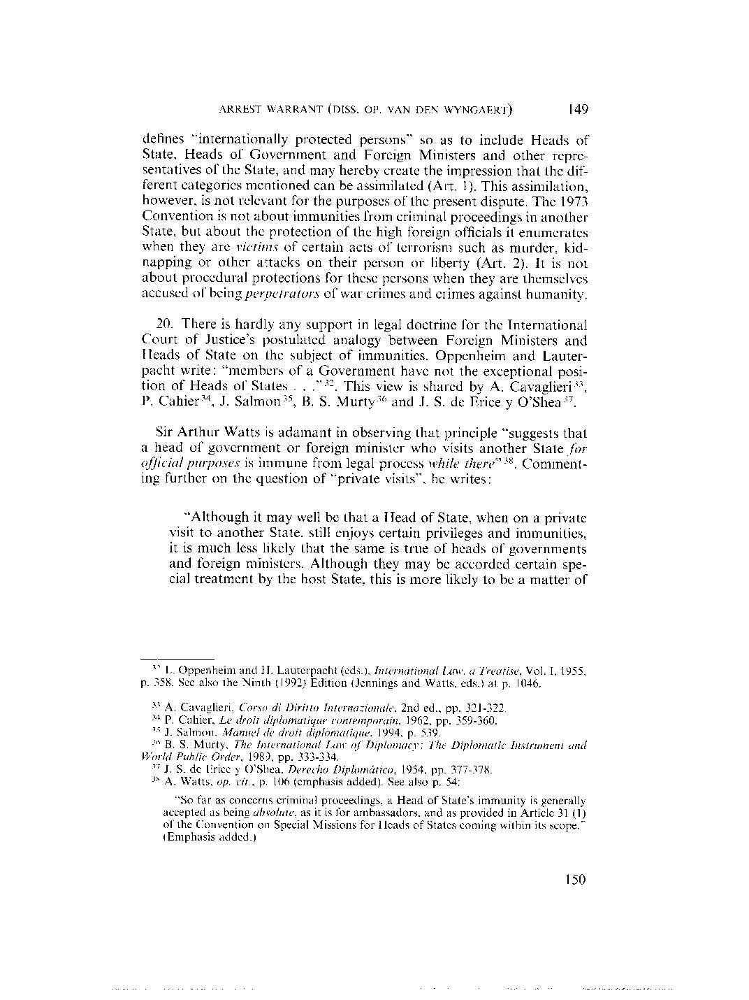 ARREST WARRANT (DISS. OP. VAN DEN WYNGAERT) 149
defines “internationally protected persons” so as to include Heads of
State, Heads of Government and Foreign Ministers and other repre-
sentatives of the State, and may hereby create the impression that the dif-
ferent categories mentioned can be assimilated (Art. 1). This assimilation,
however, is not relevant for the purposes of the present dispute. The 1973
Convention is not about immunities from criminal proceedings in another
State, but about the protection of the high foreign officials it enumerates
when they are victims of certain acts of terrorism such as murder, kid-
napping or other attacks on their person or liberty (Art. 2). It is not
about procedural protections for these persons when they are themselves
accused of being perpetrators of war crimes and crimes against humanity.
20. There is hardly any support in legal doctrine for the International
Court of Justice's postulated analogy between Foreign Ministers and
Heads of State on the subject of immunities. Oppenheim and Lauter-
pacht write: “members of a Government have not the exceptional posi-
tion of Heads of States . . .”32. This view is shared by A. Cavaglieri33,
P. Cahier34, J. Salmon35, B. S. Murty36 and J. S. de Erice y O'Shea37.
Sir Arthur Watts is adamant in observing that principle “suggests that
a head of government or foreign minister who visits another State for
official purposes is immune from legal process while there”38. Comment-
ing further on the question of “private visits”, he writes:
“Although it may well be that a Head of State, when on a private
visit to another State, still enjoys certain privileges and immunities,
it is much less likely that the same is true of heads of governments
and foreign ministers. Although they may be accorded certain spe-
cial treatment by the host State, this is more likely to be a matter of
32 L. Oppenheim and H. Lauterpacht (eds.), International Law, a Treatise, Vol. I, 1955,
p. 358. See also the Ninth (1992) Edition (Jennings and Watts, eds.) at p. 1046.
33 A. Cavaglieri, Corso di Diritto Internazionale, 2nd ed., pp. 321-322.
34 P. Cahier, Le droit diplomatique contemporain, 1962, pp. 359-360.
35 J. Salmon, Manuel de droit diplomatique, 1994, p. 539.
36 B. S. Murty, The International Law of Diplomacy: The Diplomatic Instrument and
World Public Order, 1989, pp. 333-334.
37 J. S. de Erice y O'Shea, Derecho Diplomático, 1954, pp. 377-378.
38 A. Watts, op. cit., p. 106 (emphasis added). See also p. 54:
“So far as concerns criminal proceedings, a Head of State's immunity is generally
accepted as being absolute, as it is for ambassadors, and as provided in Article 31 (1)
of the Convention on Special Missions for Heads of States coming within its scope.”
(Emphasis added.)
150